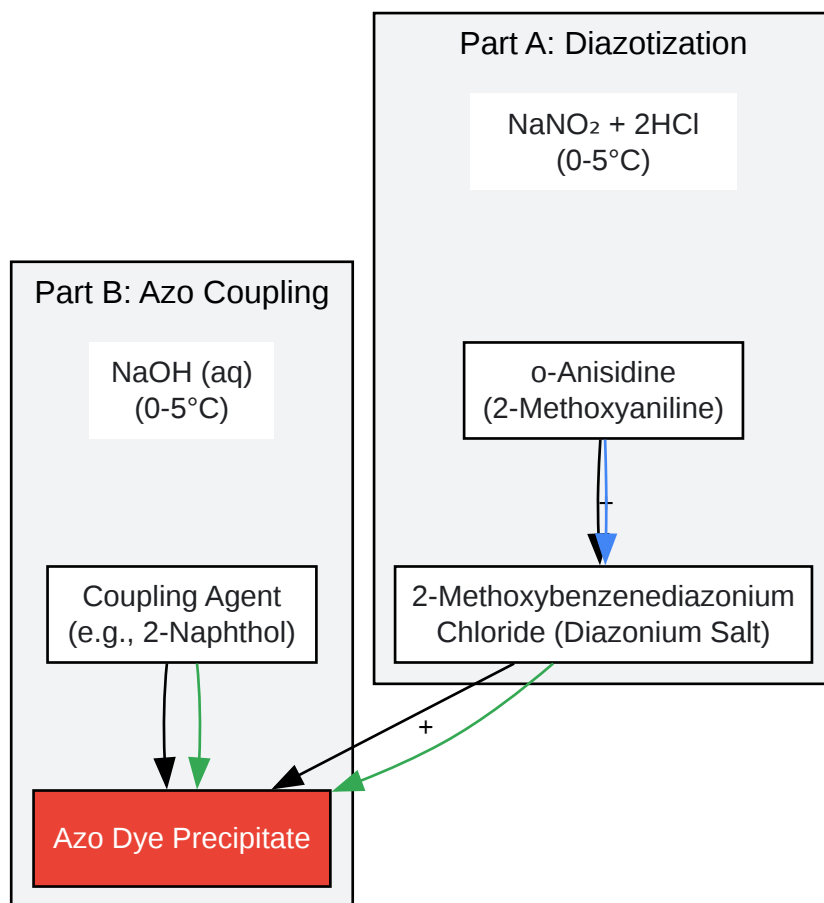 Part A: Diazotization
NaNO₂ + 2HCl
(0-5°C)
o-Anisidine
(2-Methoxyaniline)
+
2-Methoxybenzenediazonium
Chloride (Diazonium Salt)
Part B: Azo Coupling
NaOH (aq)
(0-5°C)
Coupling Agent
(e.g., 2-Naphthol)
+
Azo Dye Precipitate